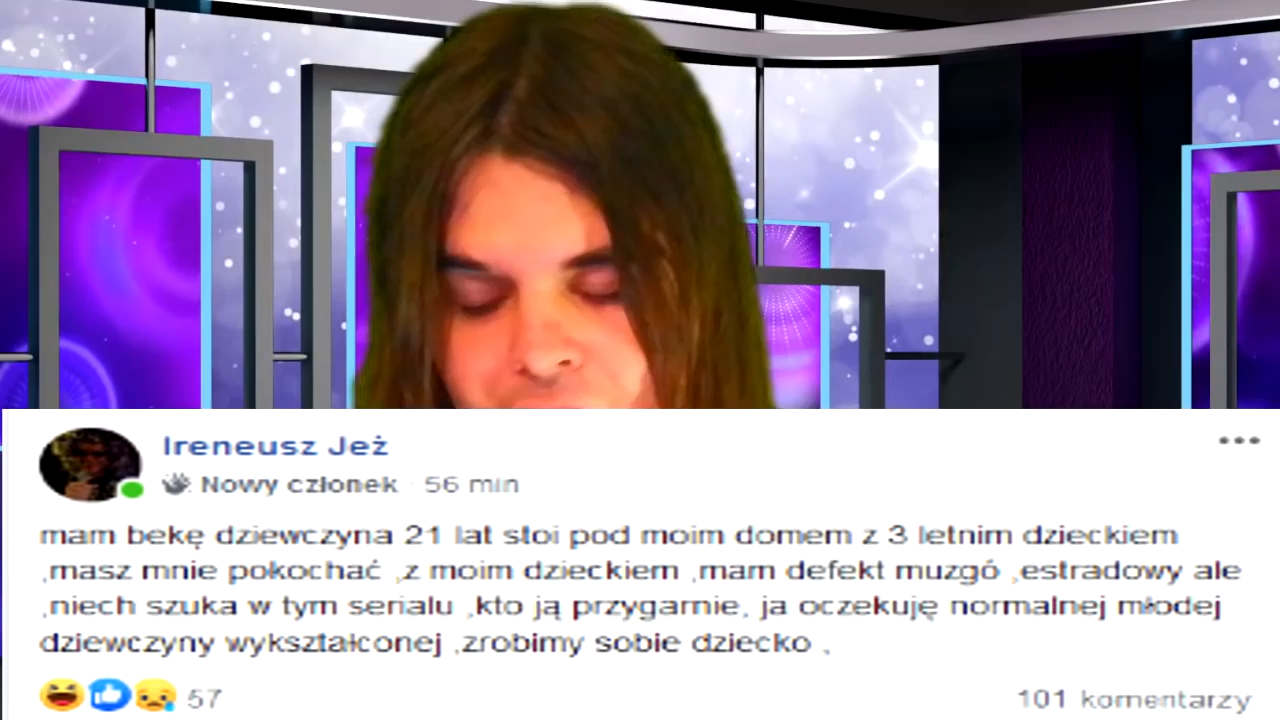 Ireneusz Jeż
Nowy członek · 56 min
mam bekę dziewczyna 21 lat stoi pod moim domem z 3 letnim dzieckiem
,masz mnie pokochać ,z moim dzieckiem ,mam defekt muzgó ,estradowy ale
,niech szuka w tym serialu ,kto ją przygarnie, ja oczekuję normalnej młodej
dziewczyny wykształconej ,zrobimy sobie dziecko ,
57
101 komentarzy